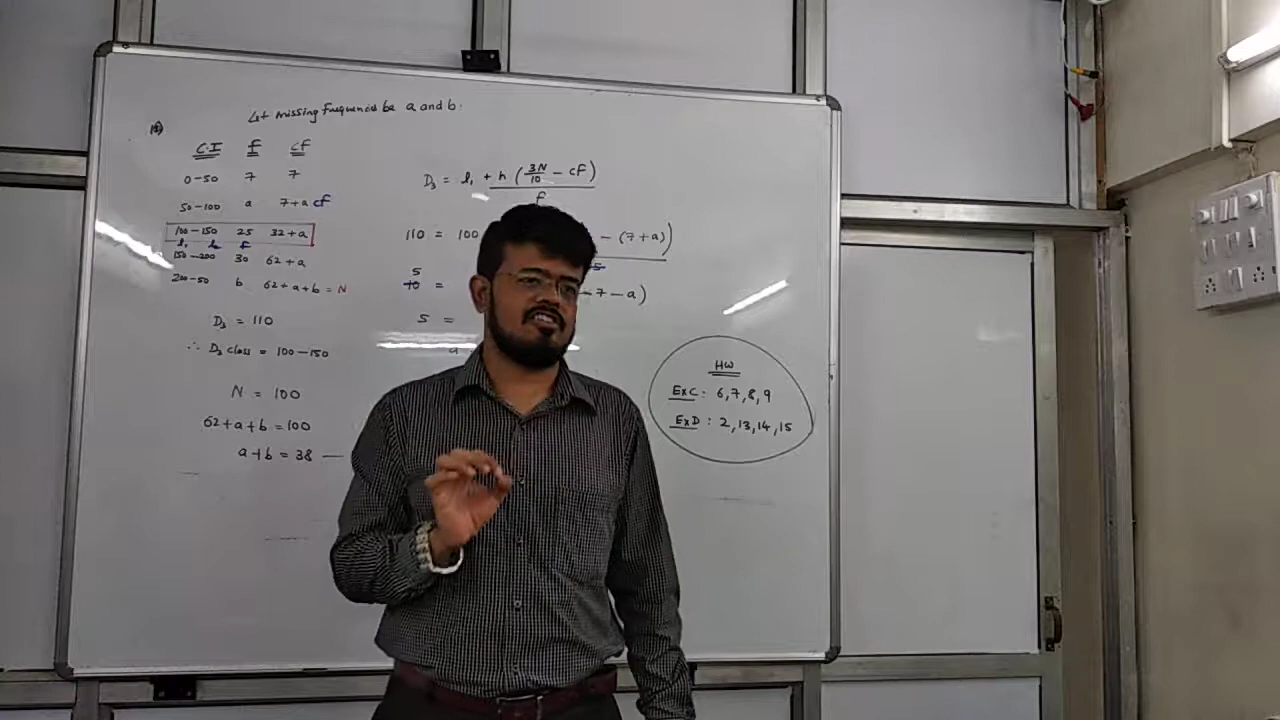 Let missing frequencies be a and b.
C.I f cf
0-50 7 7
50-100 a 7+a cf
100-150 25 32+a
l₁ l₂ f
150-200 30 62+a
200-50 b 62+a+b = N
D₃ = 110
∴ D₃ class = 100-150
N = 100
62+a+b = 100
a+b = 38 —
D₃ = l₁ + h (3N/10 - cf)
f
110 = 100 - (7+a))
5
10 = -7-a)
5 =
a
HW
ExC : 6,7,8,9
ExD : 2,13,14,15